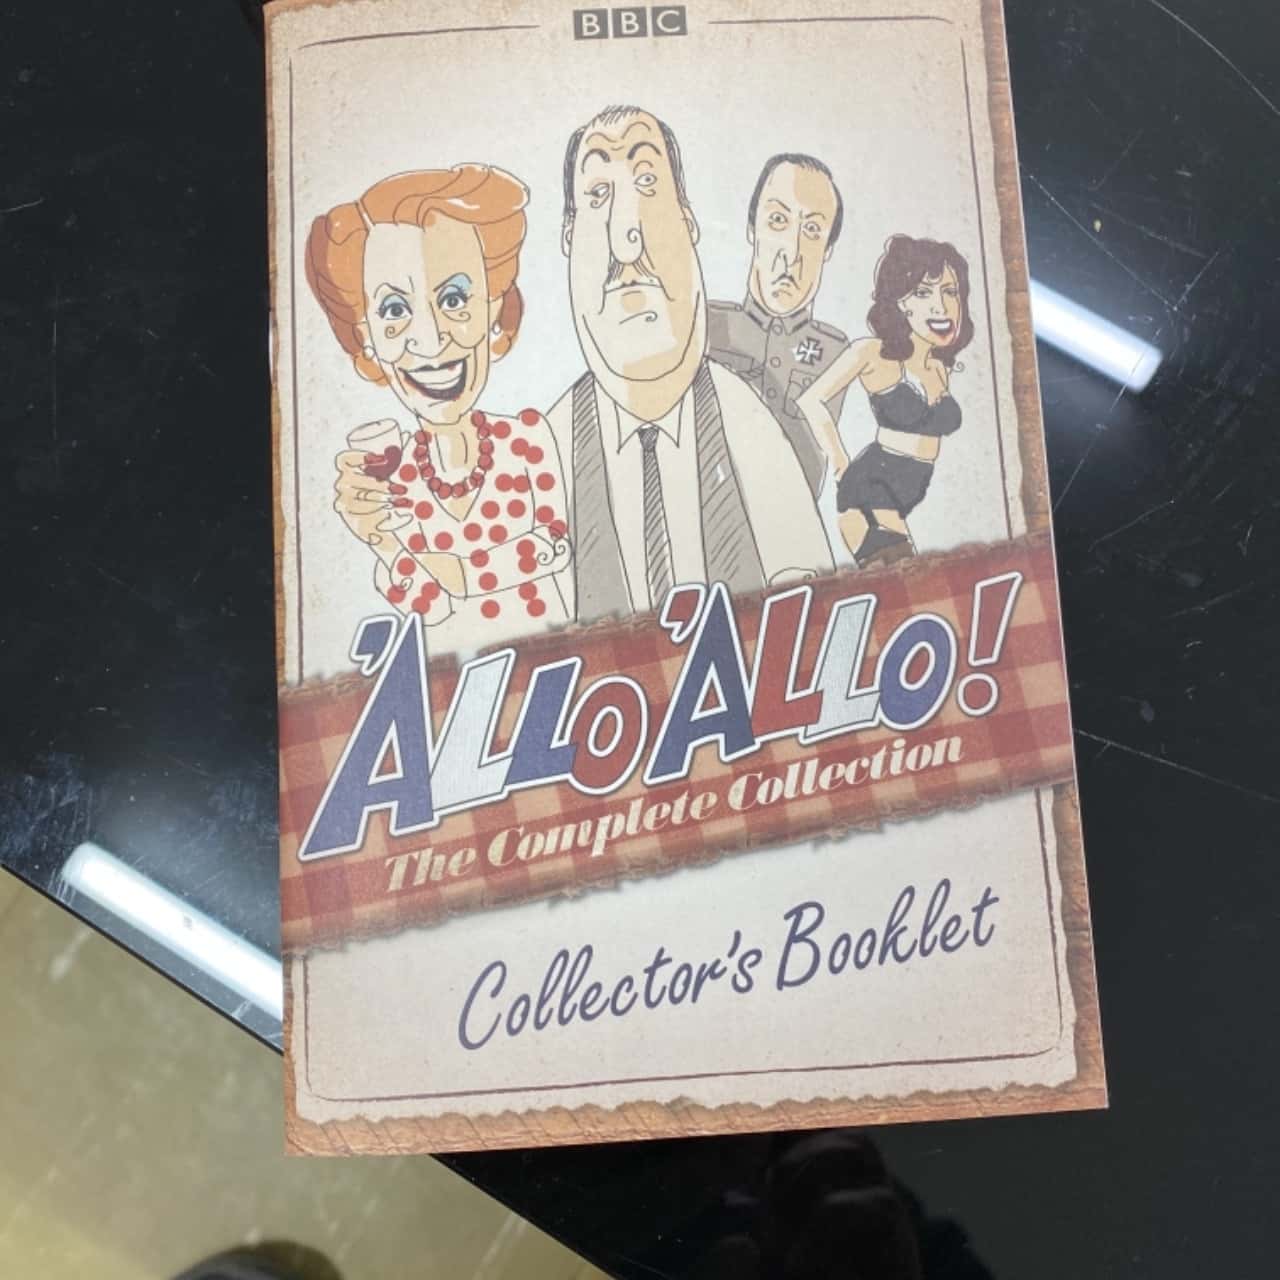 BBC
'ALLO 'ALLO!
The Complete Collection
Collector's Booklet